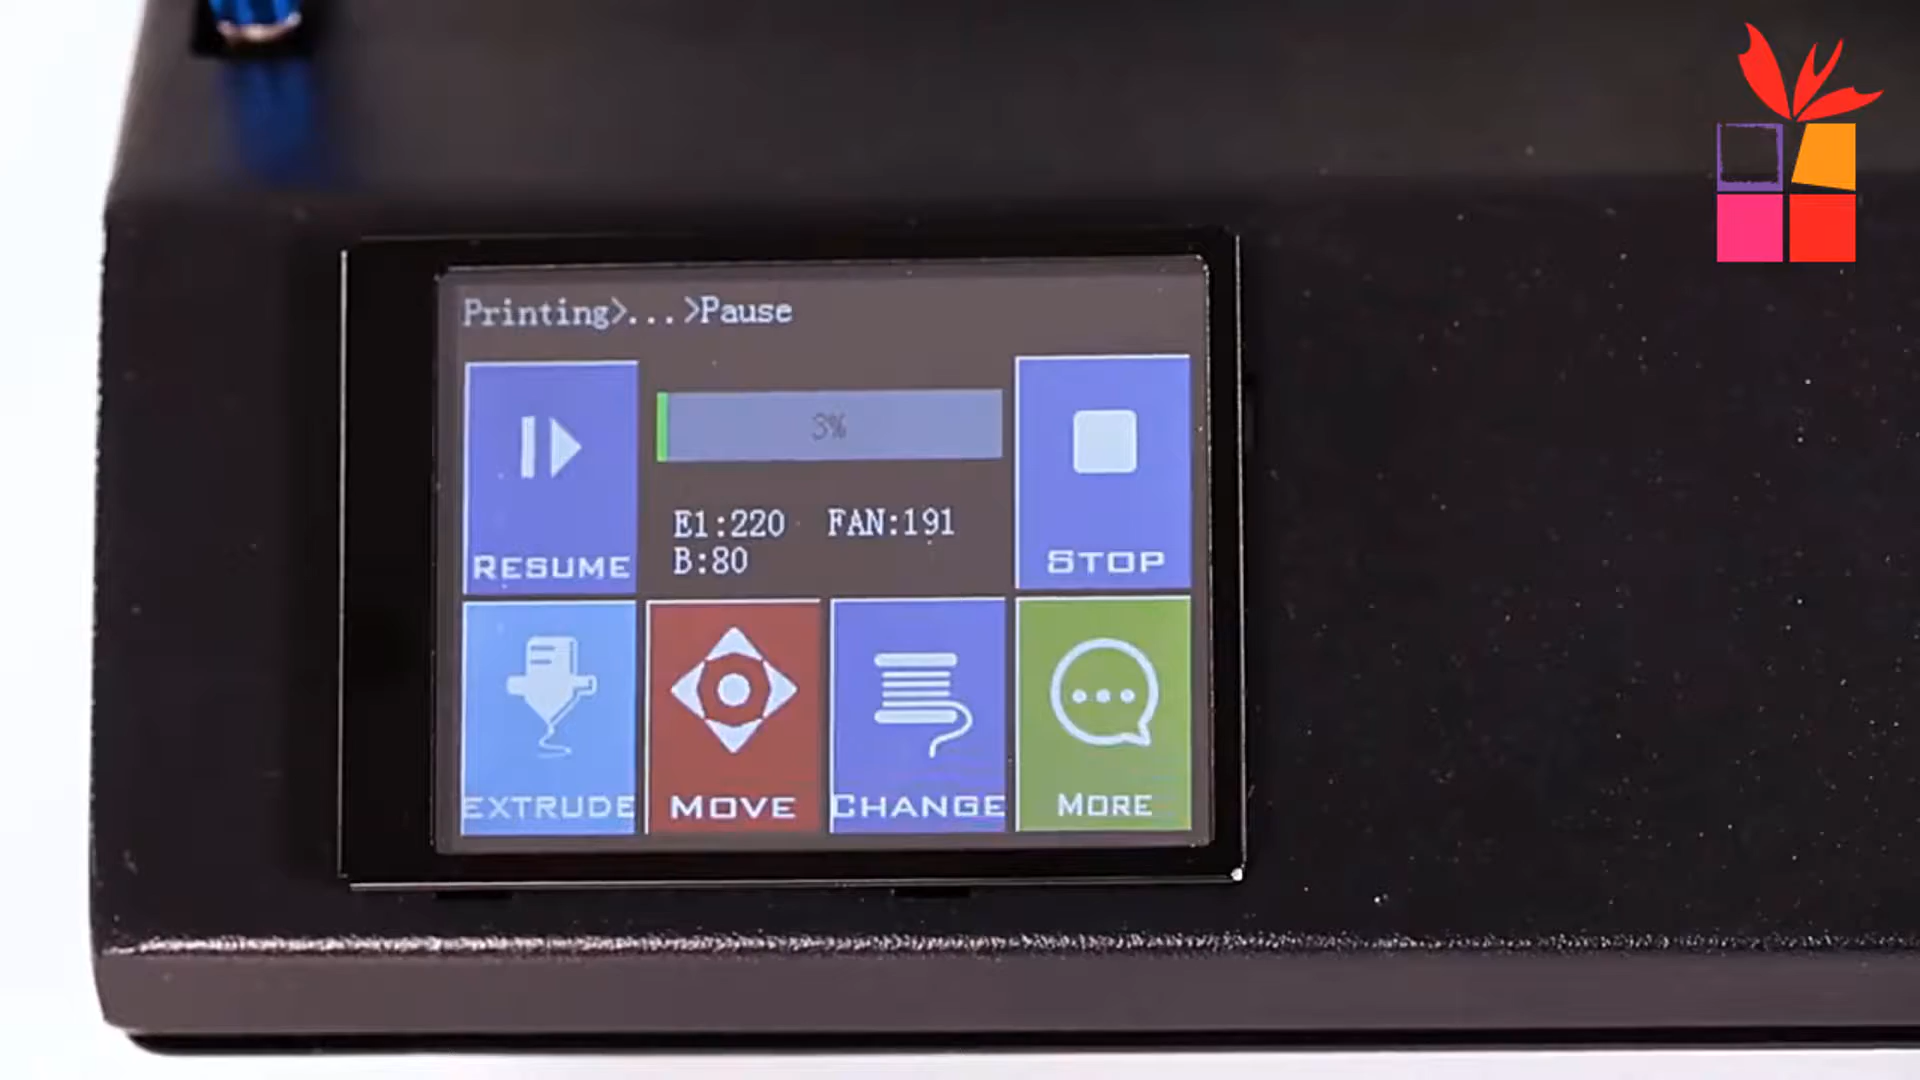 Printing>...>Pause
3%
E1:220 FAN:191
B:80
RESUME
STOP
EXTRUDE
MOVE
CHANGE
MORE